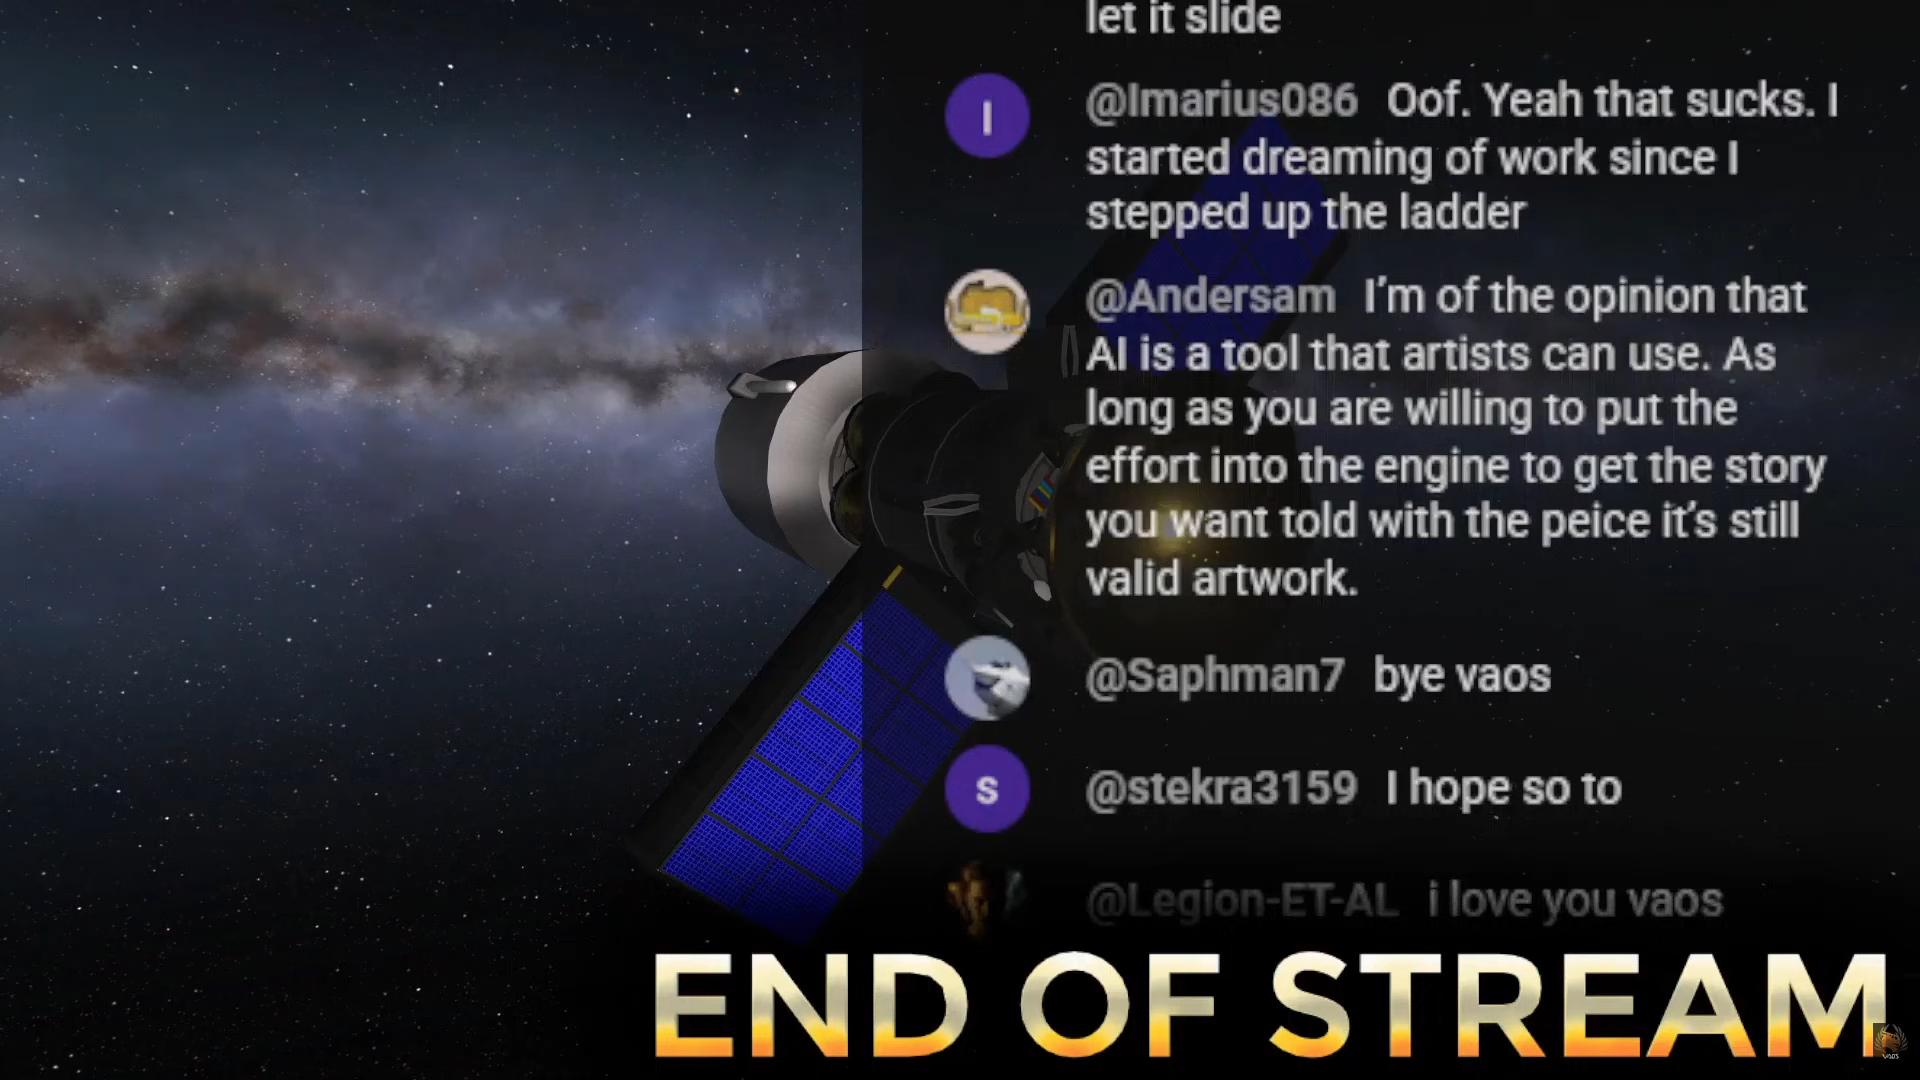 let it slide
@Imarius086 Oof. Yeah that sucks. I
started dreaming of work since I
stepped up the ladder
@Andersam I’m of the opinion that
AI is a tool that artists can use. As
long as you are willing to put the
effort into the engine to get the story
you want told with the peice it’s still
valid artwork.
@Saphman7 bye vaos
@stekra3159 I hope so to
@Legion-ET-AL i love you vaos
END OF STREAM
VAOS